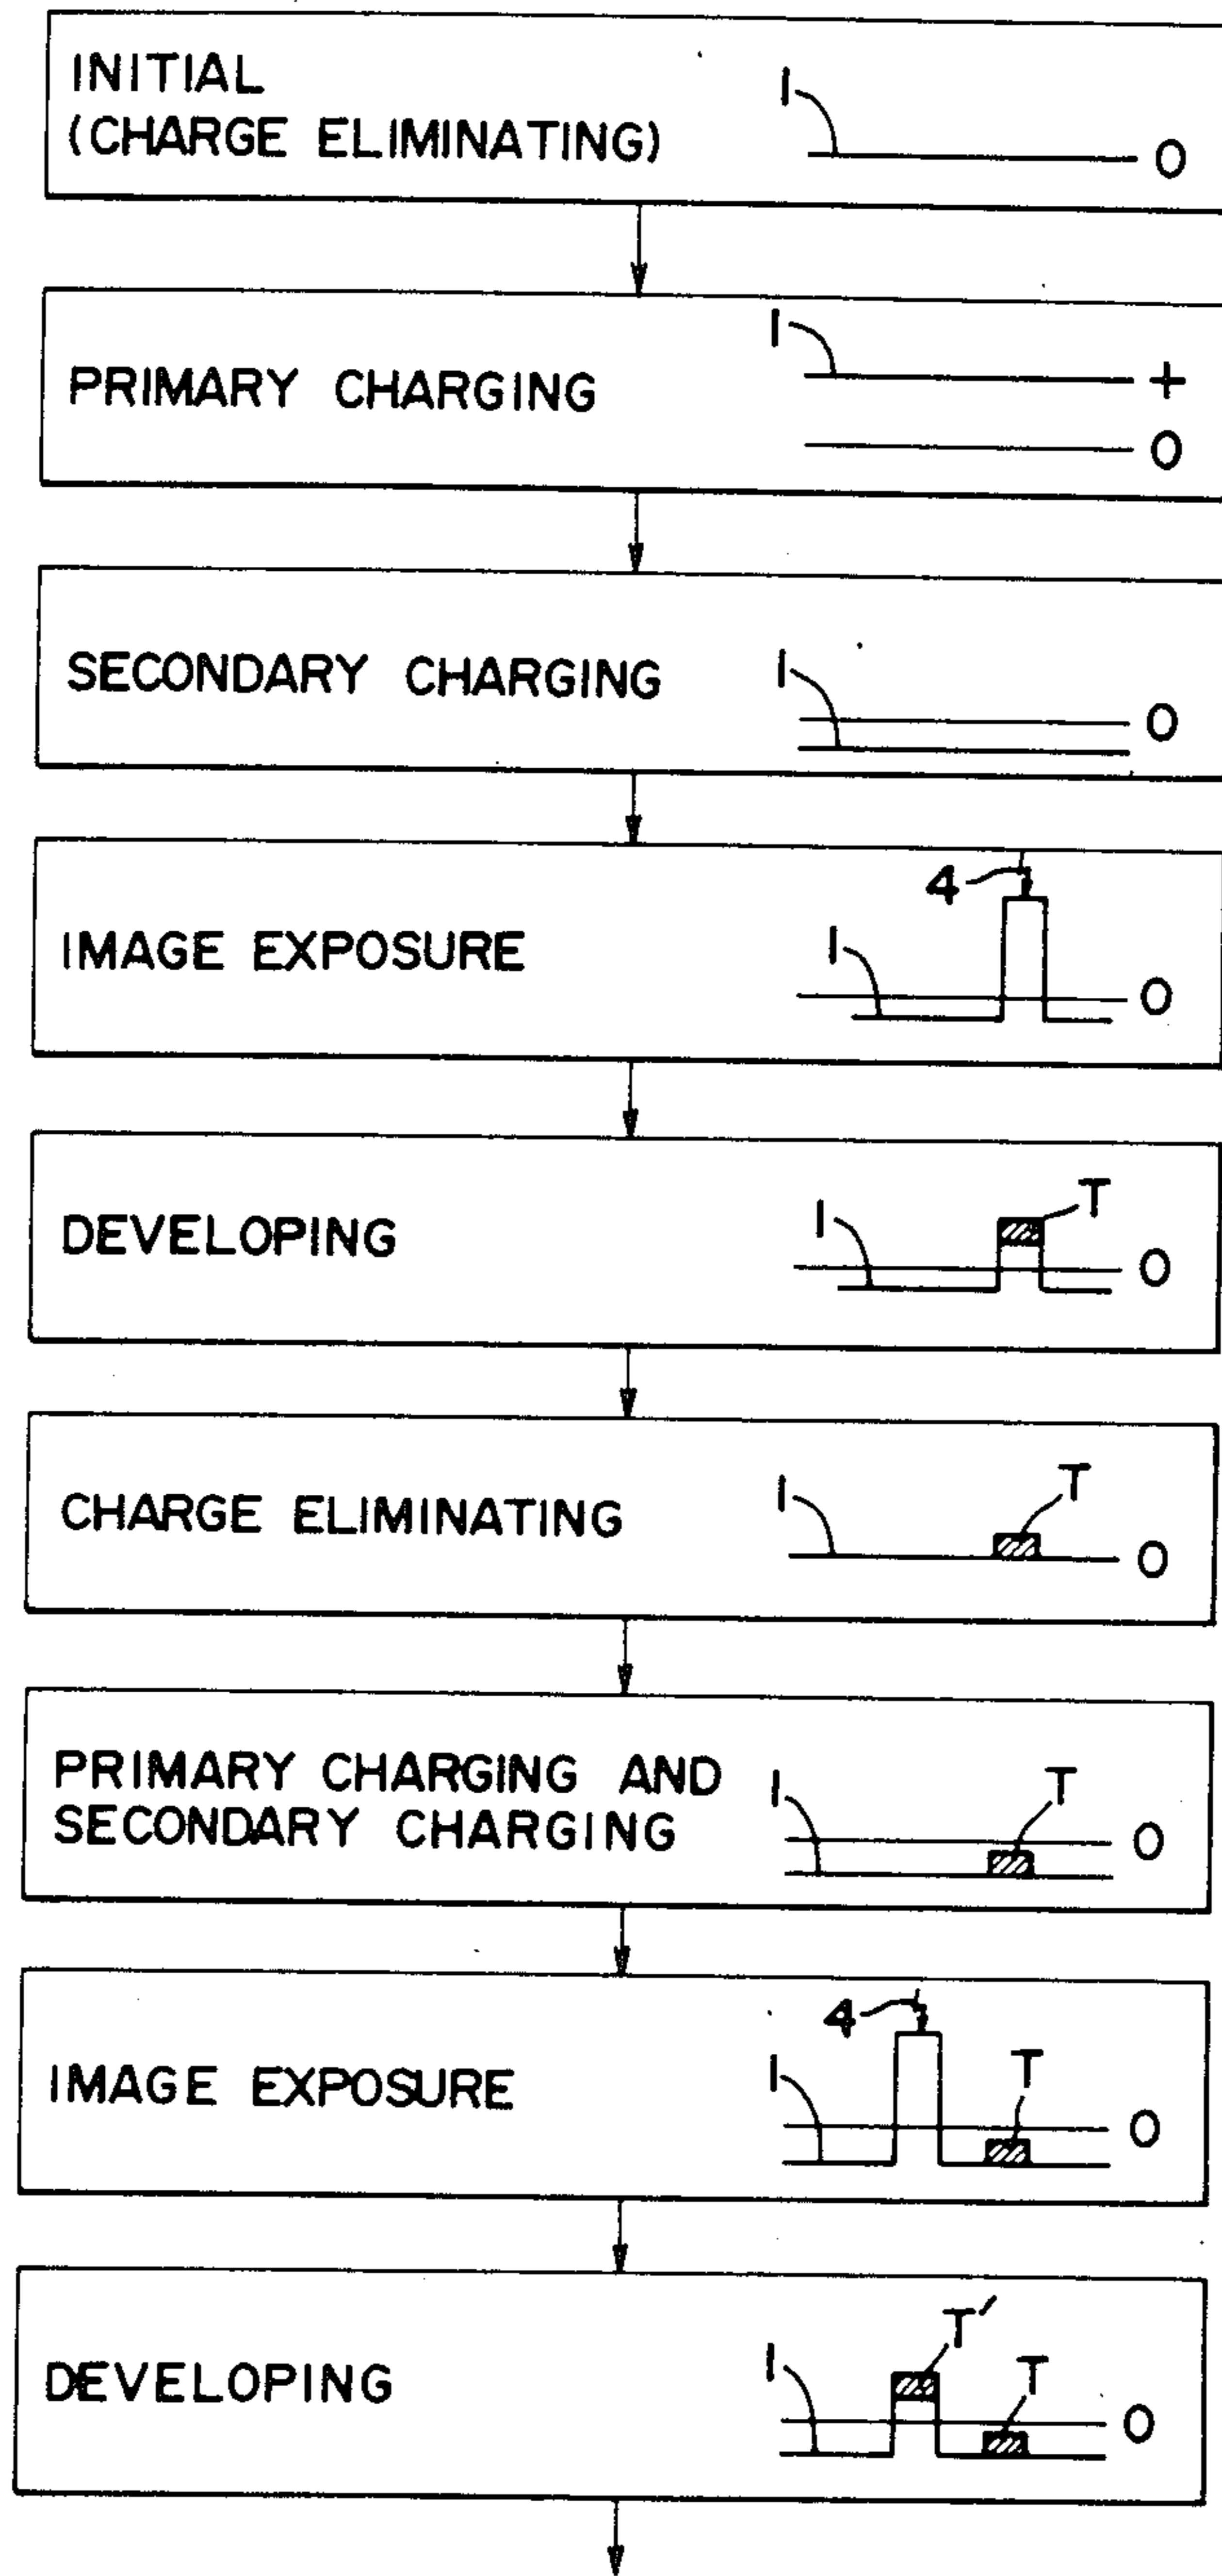 INITIAL
(CHARGE ELIMINATING)
1
0
PRIMARY CHARGING
1
+
0
SECONDARY CHARGING
1
0
IMAGE EXPOSURE
4
1
0
DEVELOPING
1
T
0
CHARGE ELIMINATING
1
T
0
PRIMARY CHARGING AND
SECONDARY CHARGING
1
T
0
IMAGE EXPOSURE
4
1
T
0
DEVELOPING
T′
1
T
0